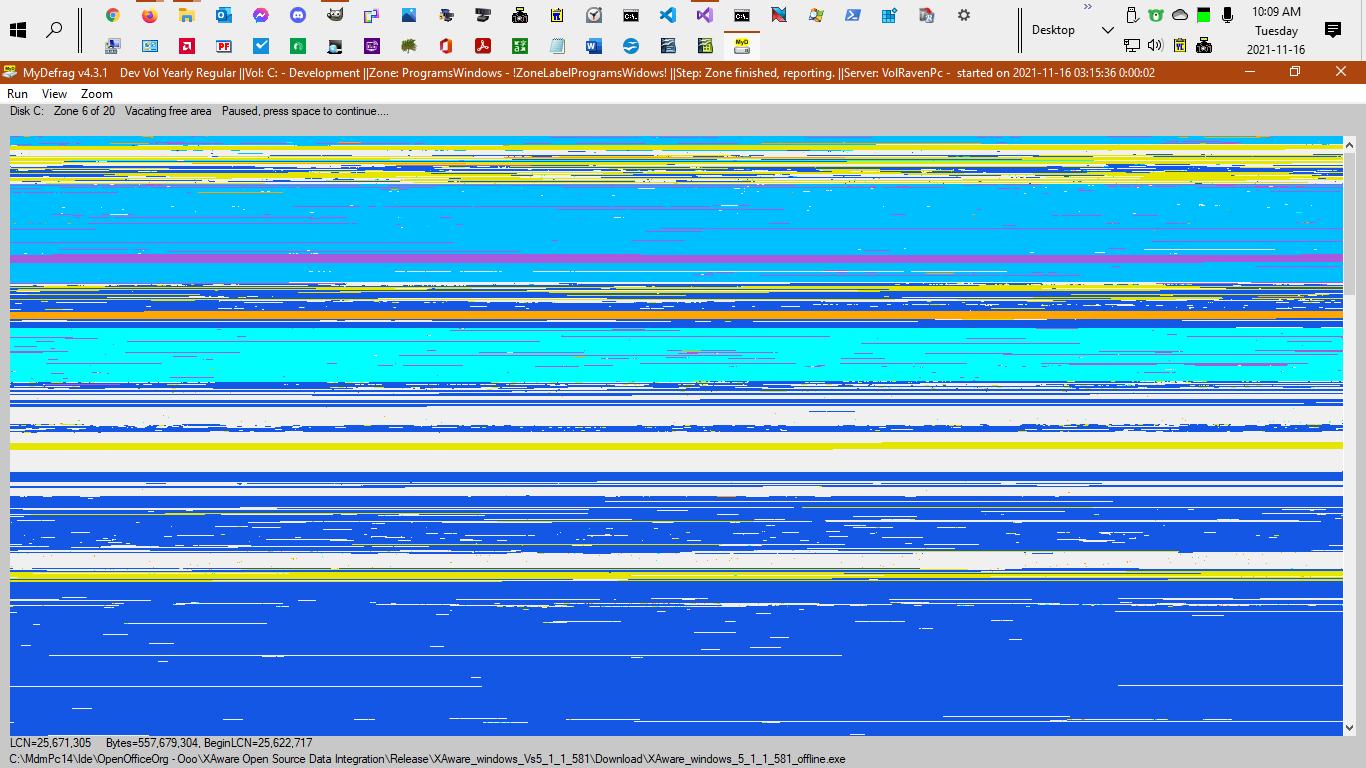 10:09 AM
Desktop
Tuesday
2021-11-16
MyDefrag v4.3.1 Dev Vol Yearly Regular ||Vol: C: - Development ||Zone: ProgramsWindows - !ZoneLabelProgramsWidows! ||Step: Zone finished, reporting. ||Server: VolRavenPc - started on 2021-11-16 03:15:36 0:00:02
Run View Zoom
Disk C: Zone 6 of 20 Vacating free area Paused, press space to continue....
LCN=25,671,305 Bytes=557,679,304, BeginLCN=25,622,717
C:\MdmPc14\Ide\OpenOfficeOrg - Ooo\XAware Open Source Data Integration\Release\XAware_windows_Vs5_1_1_581\Download\XAware_windows_5_1_1_581_offline.exe